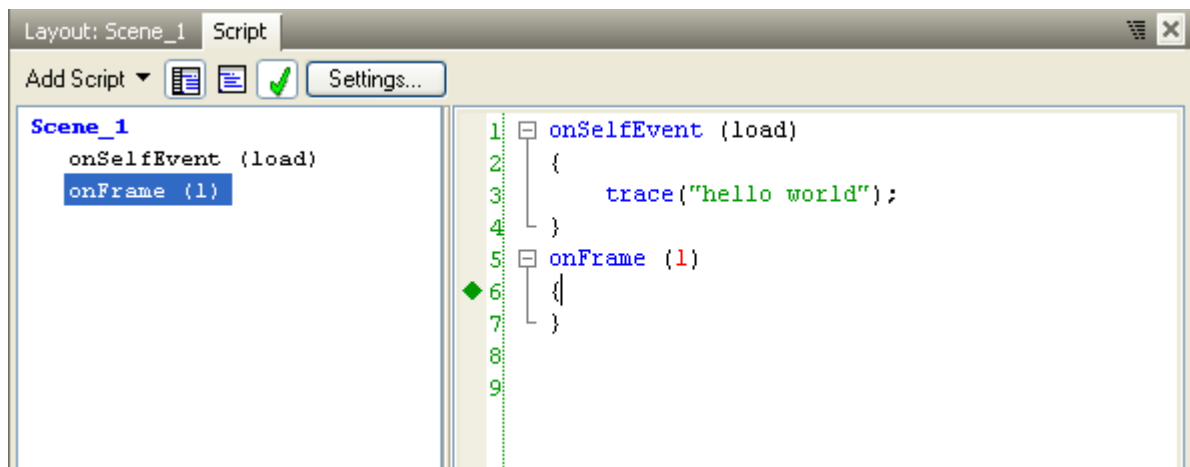 Layout: Scene_1 Script
Add Script Settings...
Scene_1
onSelfEvent (load)
onFrame (1)
1 onSelfEvent (load)
2 {
3 trace("hello world");
4 }
5 onFrame (1)
6 {
7 }
8
9